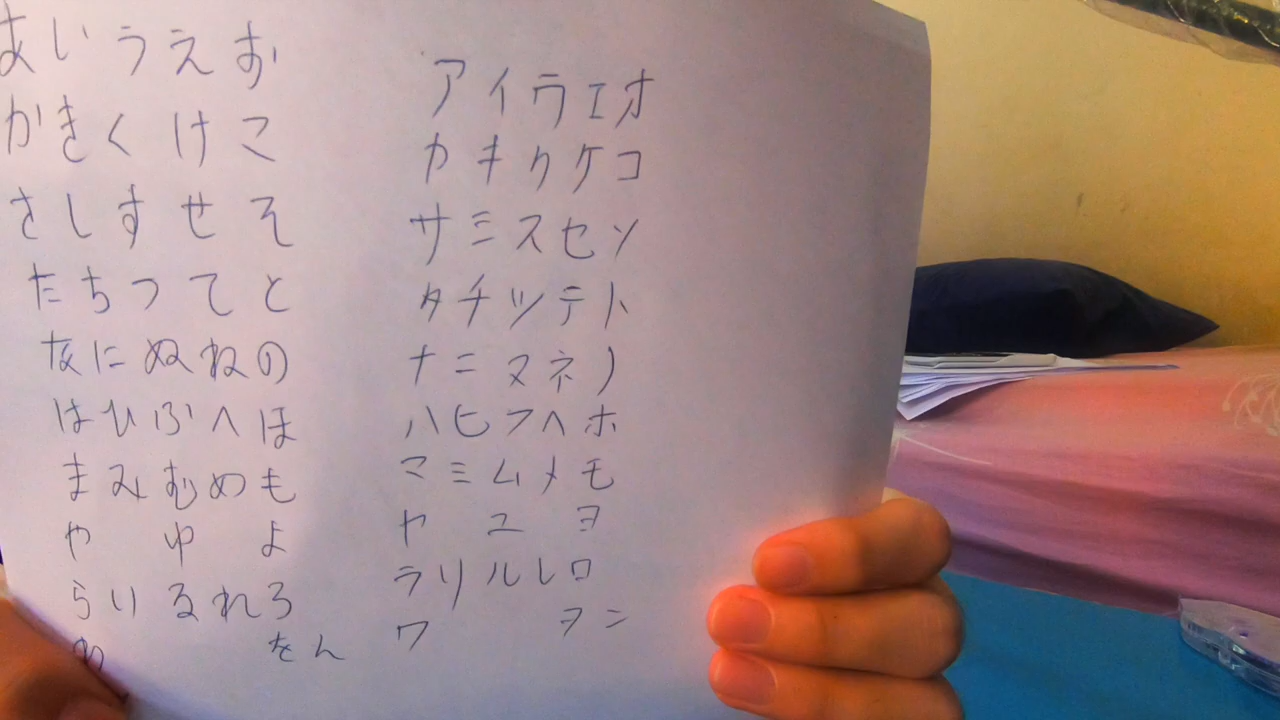 あいうえお
かきくけこ
さしすせそ
たちつてと
なにぬねの
はひふへほ
まみむめも
や ゆ よ
らりるれろ
わ をん
アイウエオ
カキクケコ
サミスセソ
タチツテト
ナニヌネノ
ハヒフヘホ
マミムメモ
ヤ ユ ヨ
ラリルレロ
ワ ヲン